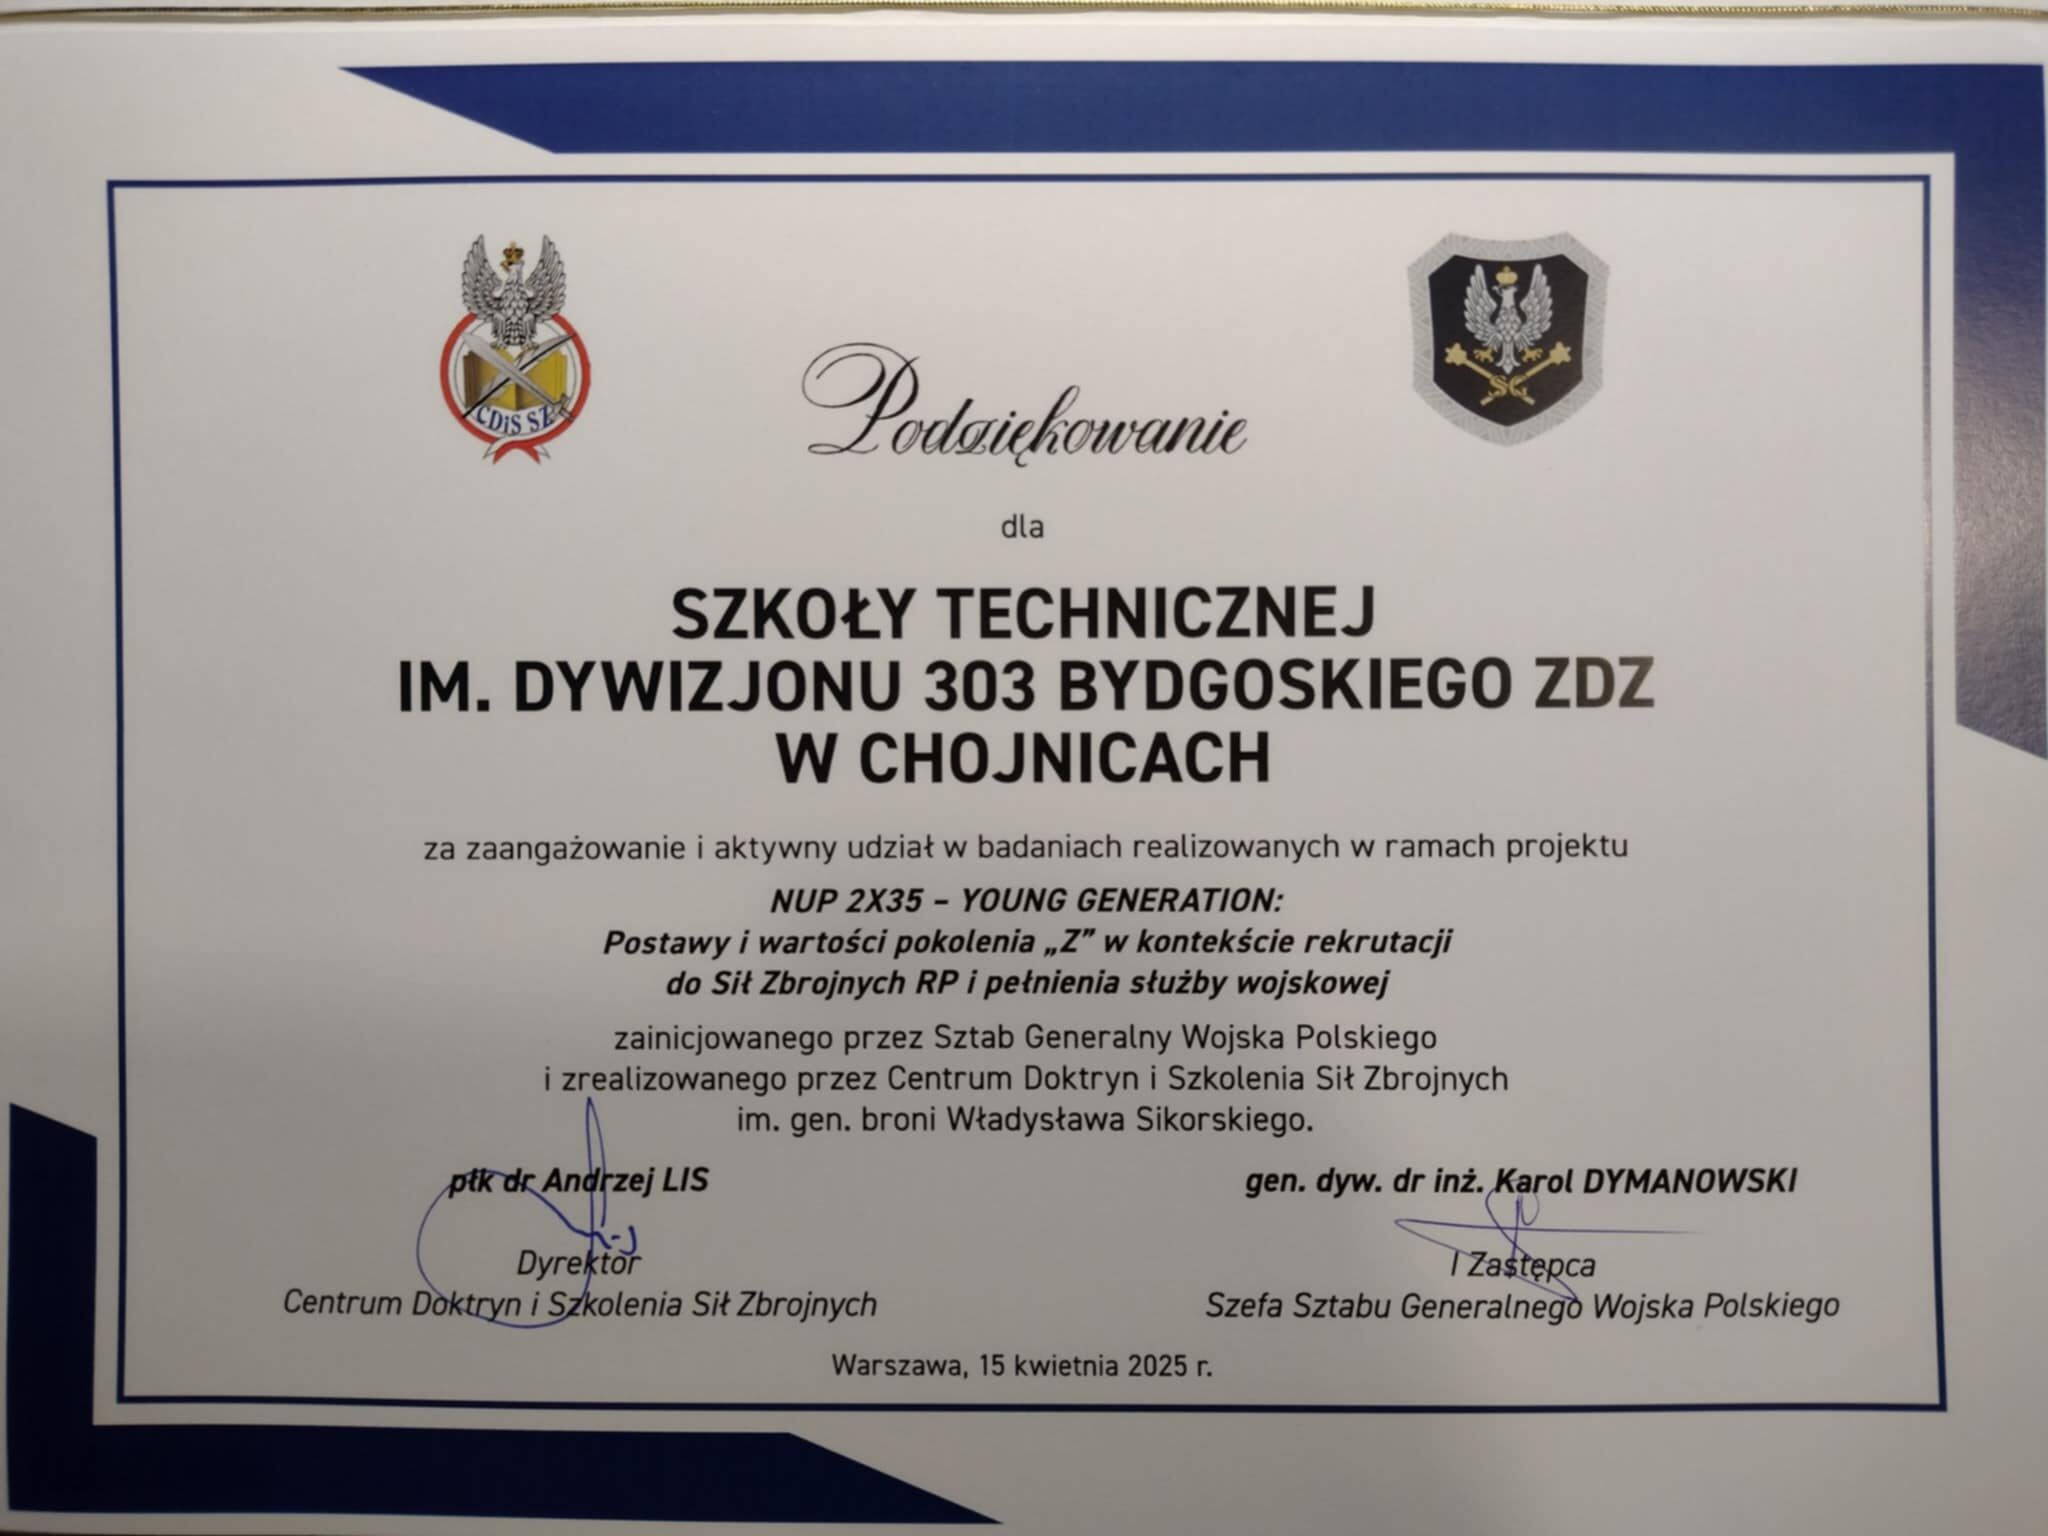 CDiS SZ
SG
Podziękowanie
dla
SZKOŁY TECHNICZNEJ
IM. DYWIZJONU 303 BYDGOSKIEGO ZDZ
W CHOJNICACH
za zaangażowanie i aktywny udział w badaniach realizowanych w ramach projektu
NUP 2X35 – YOUNG GENERATION:
Postawy i wartości pokolenia „Z” w kontekście rekrutacji
do Sił Zbrojnych RP i pełnienia służby wojskowej
zainicjowanego przez Sztab Generalny Wojska Polskiego
i zrealizowanego przez Centrum Doktryn i Szkolenia Sił Zbrojnych
im. gen. broni Władysława Sikorskiego.
płk dr Andrzej LIS
Dyrektor
Centrum Doktryn i Szkolenia Sił Zbrojnych
gen. dyw. dr inż. Karol DYMANOWSKI
I Zastępca
Szefa Sztabu Generalnego Wojska Polskiego
Warszawa, 15 kwietnia 2025 r.